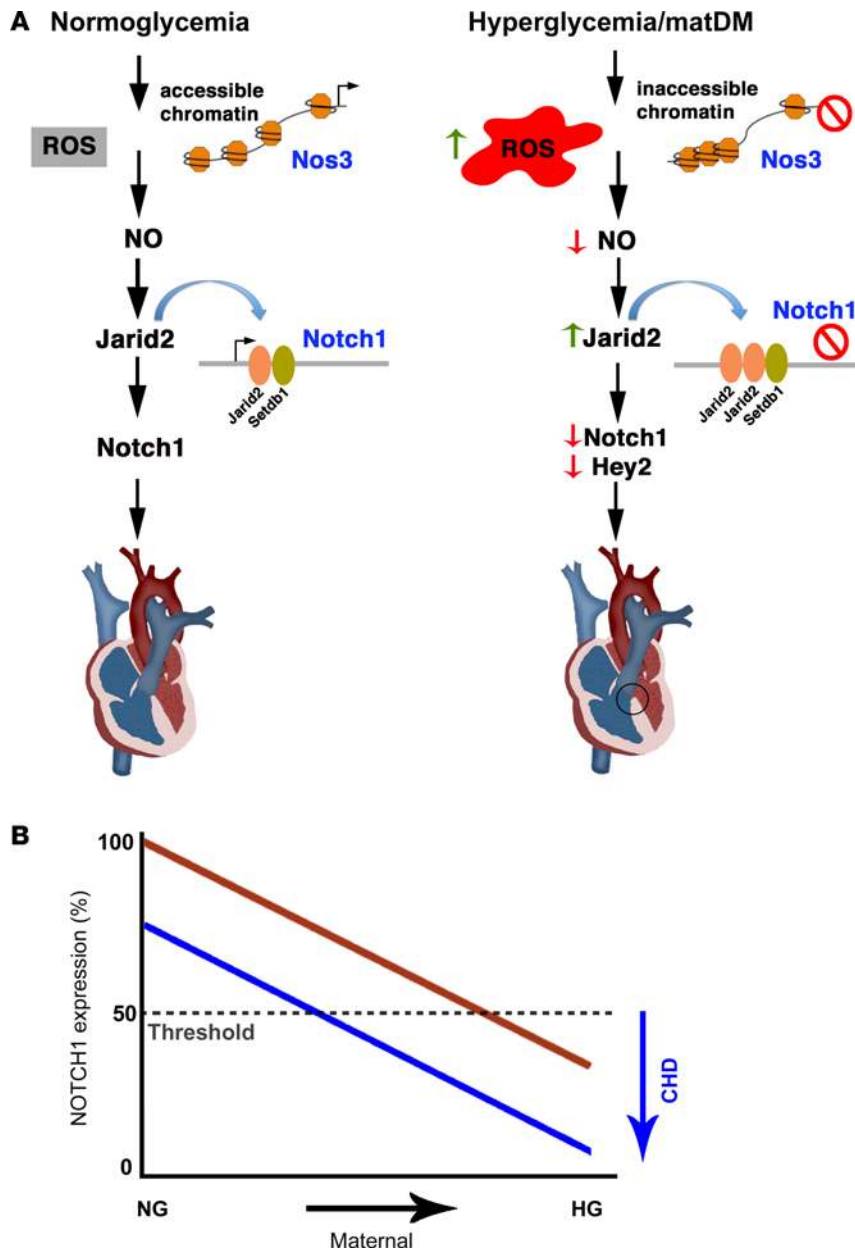 A
Normoglycemia
accessible
chromatin
ROS
Nos3
NO
Jarid2
Notch1
Jarid2
Setdb1
Notch1
Hyperglycemia/matDM
inaccessible
chromatin
↑
ROS
Nos3
↓ NO
↑Jarid2
Notch1
Jarid2
Jarid2
Setdb1
↓Notch1
↓ Hey2
B
NOTCH1 expression (%)
100
50
0
Threshold
CHD
NG
HG
Maternal